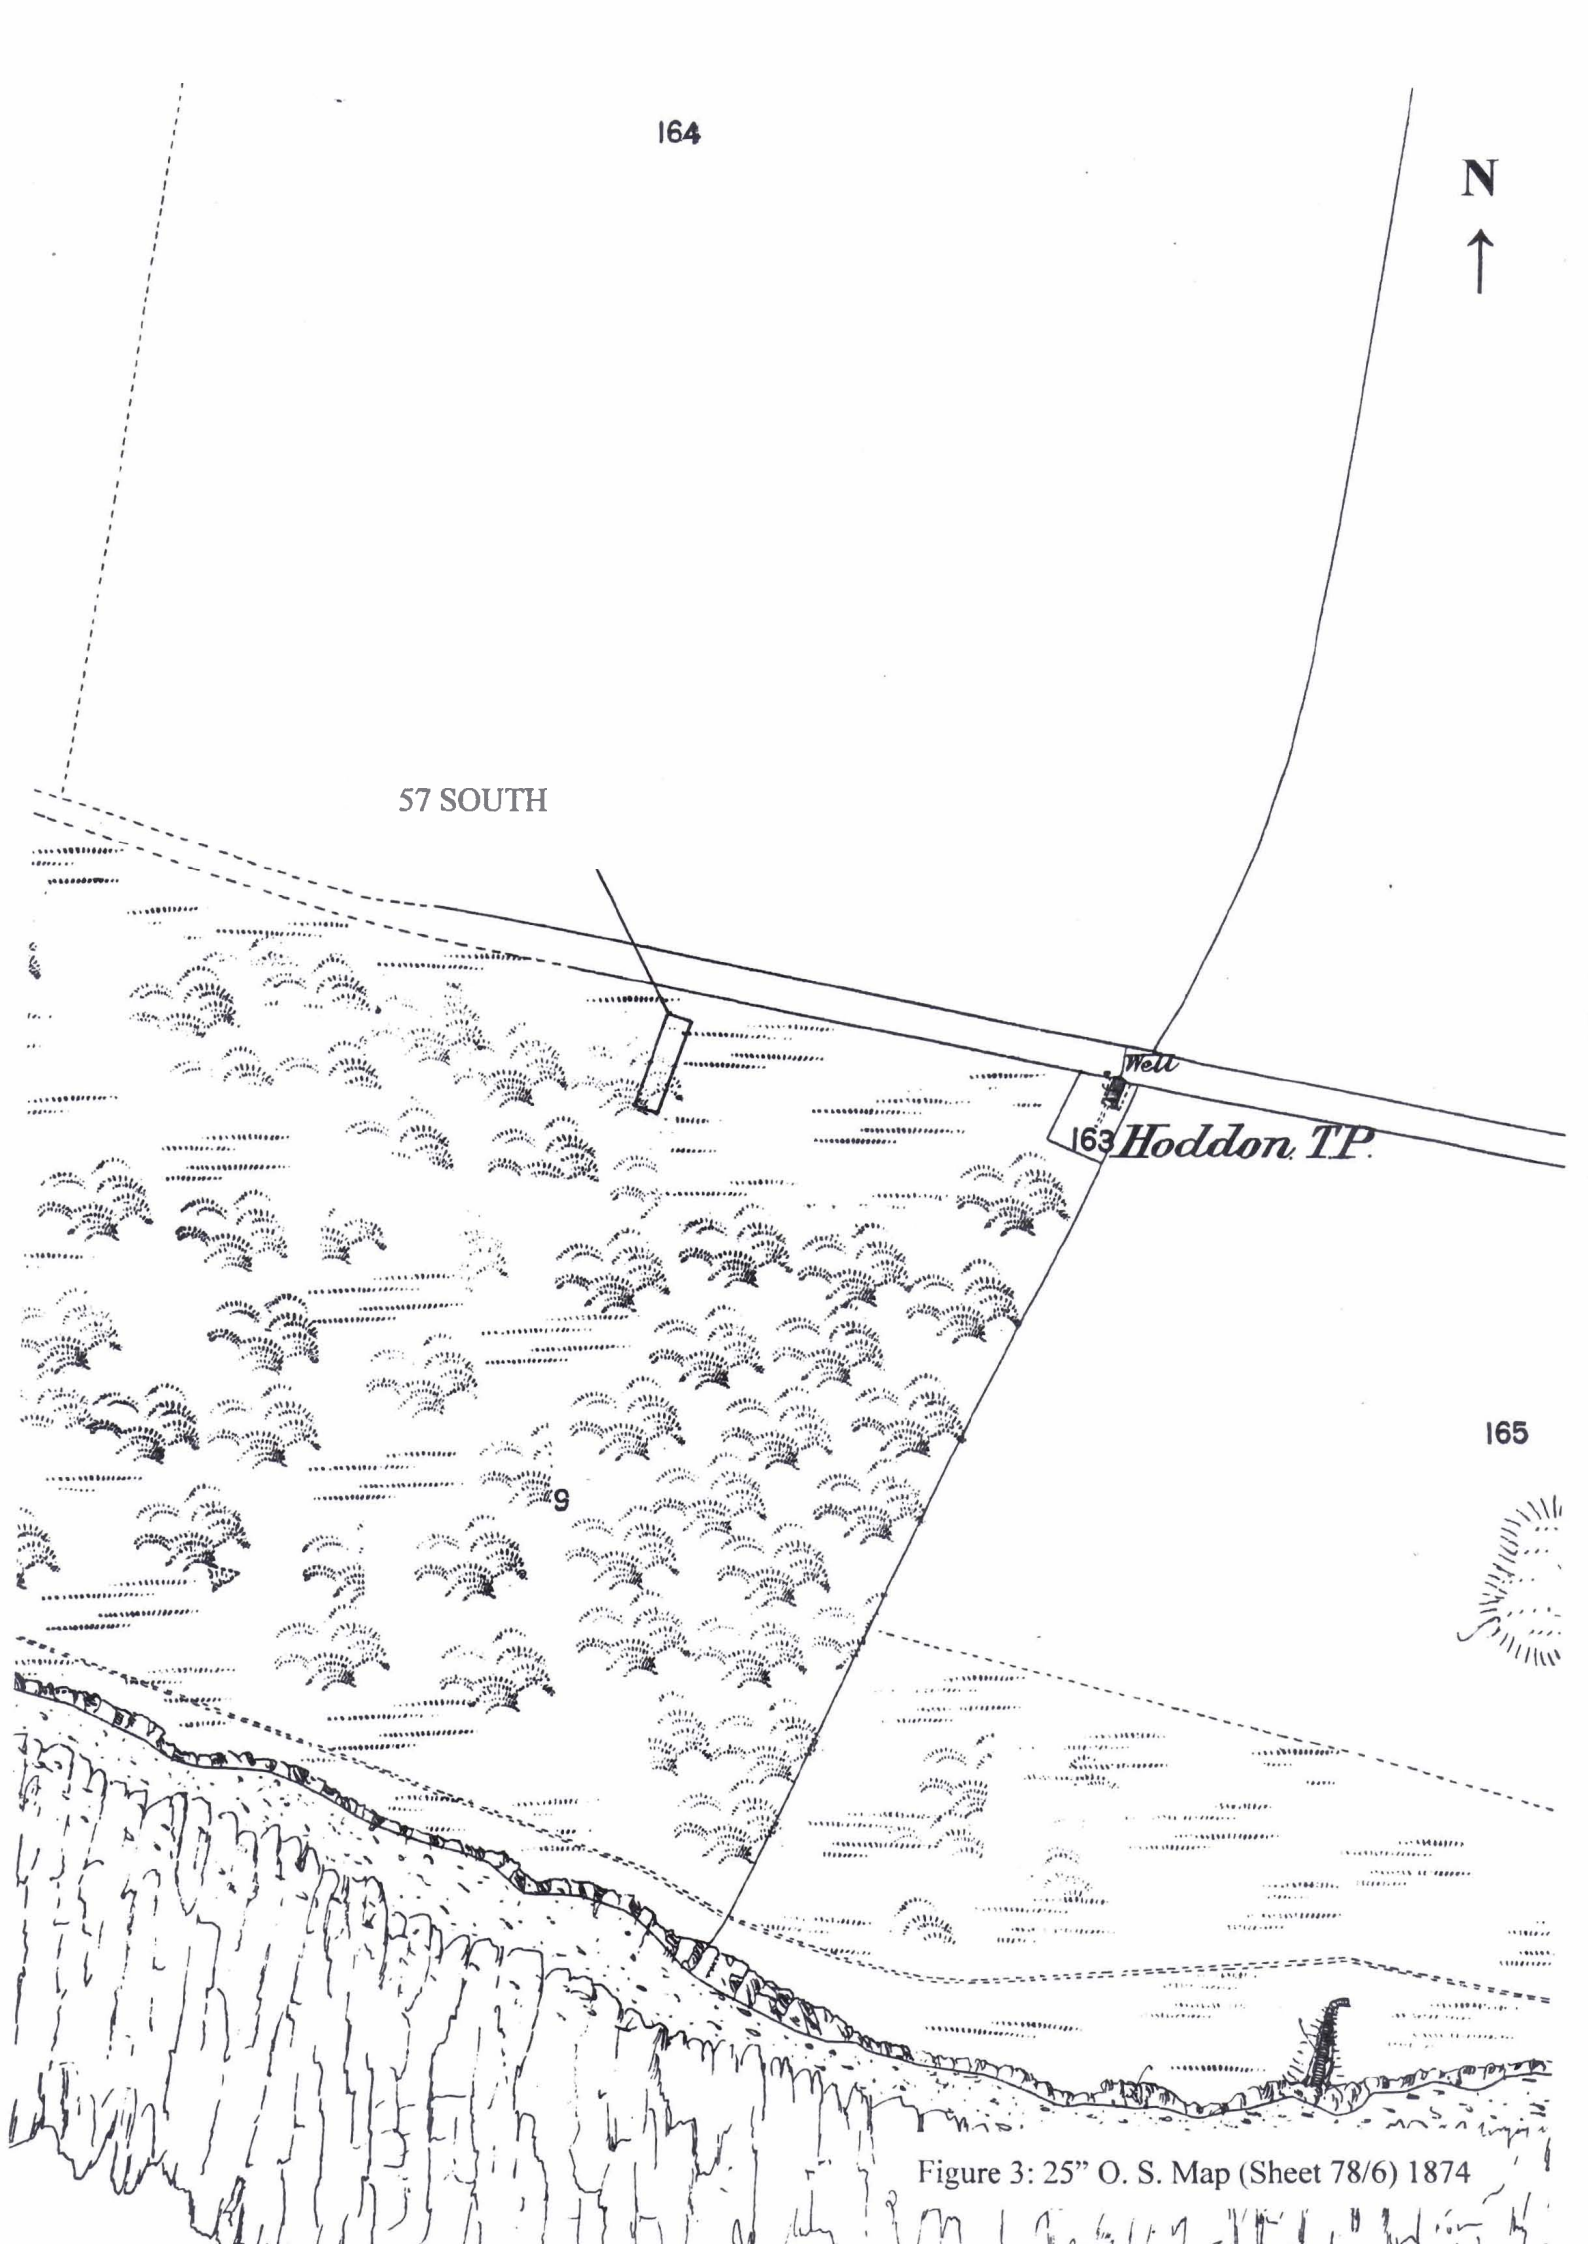 164
N
57 SOUTH
Well
163 Hoddon. T.P.
165
9
Figure 3: 25” O. S. Map (Sheet 78/6) 1874